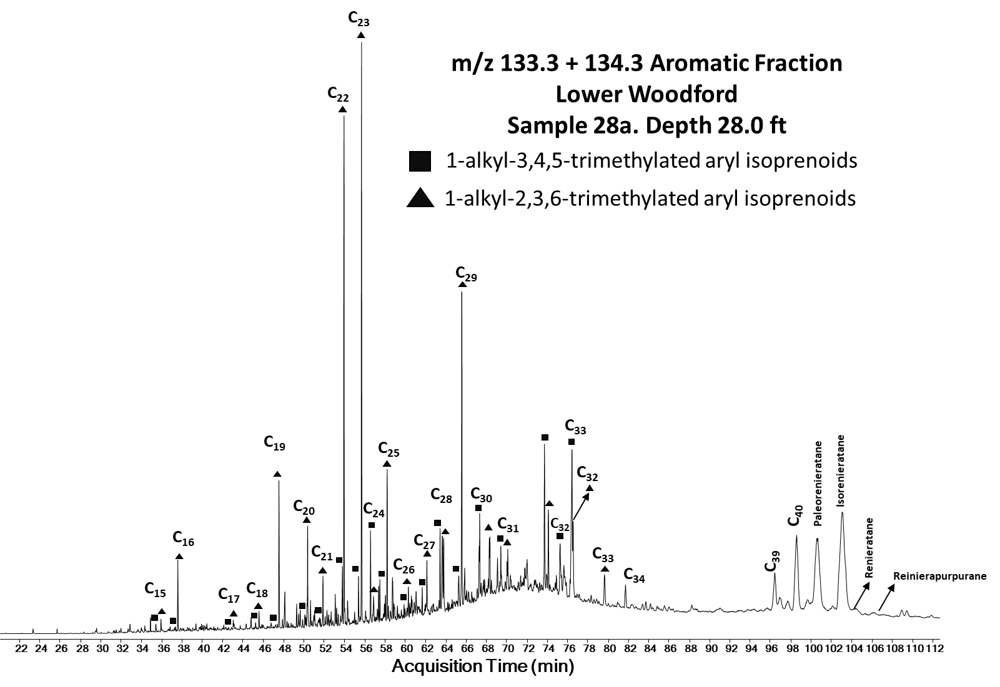 C23
C22
m/z 133.3 + 134.3 Aromatic Fraction
Lower Woodford
Sample 28a. Depth 28.0 ft
1-alkyl-3,4,5-trimethylated aryl isoprenoids
1-alkyl-2,3,6-trimethylated aryl isoprenoids
C29
C19
C25
C33
C32
C28
C30
C20
C24
C31
C32
C16
C21
C27
C26
C15
C17
C18
C33
C34
C39
C40
Paleorenieratane
Isorenieratane
Renieratane
Reinierapurpurane
22 24 26 28 30 32 34 36 38 40 42 44 46 48 50 52 54 56 58 60 62 64 66 68 70 72 74 76 78 80 82 84 86 88 90 92 94 96 98 100 102 104 106 108 110 112
Acquisition Time (min)